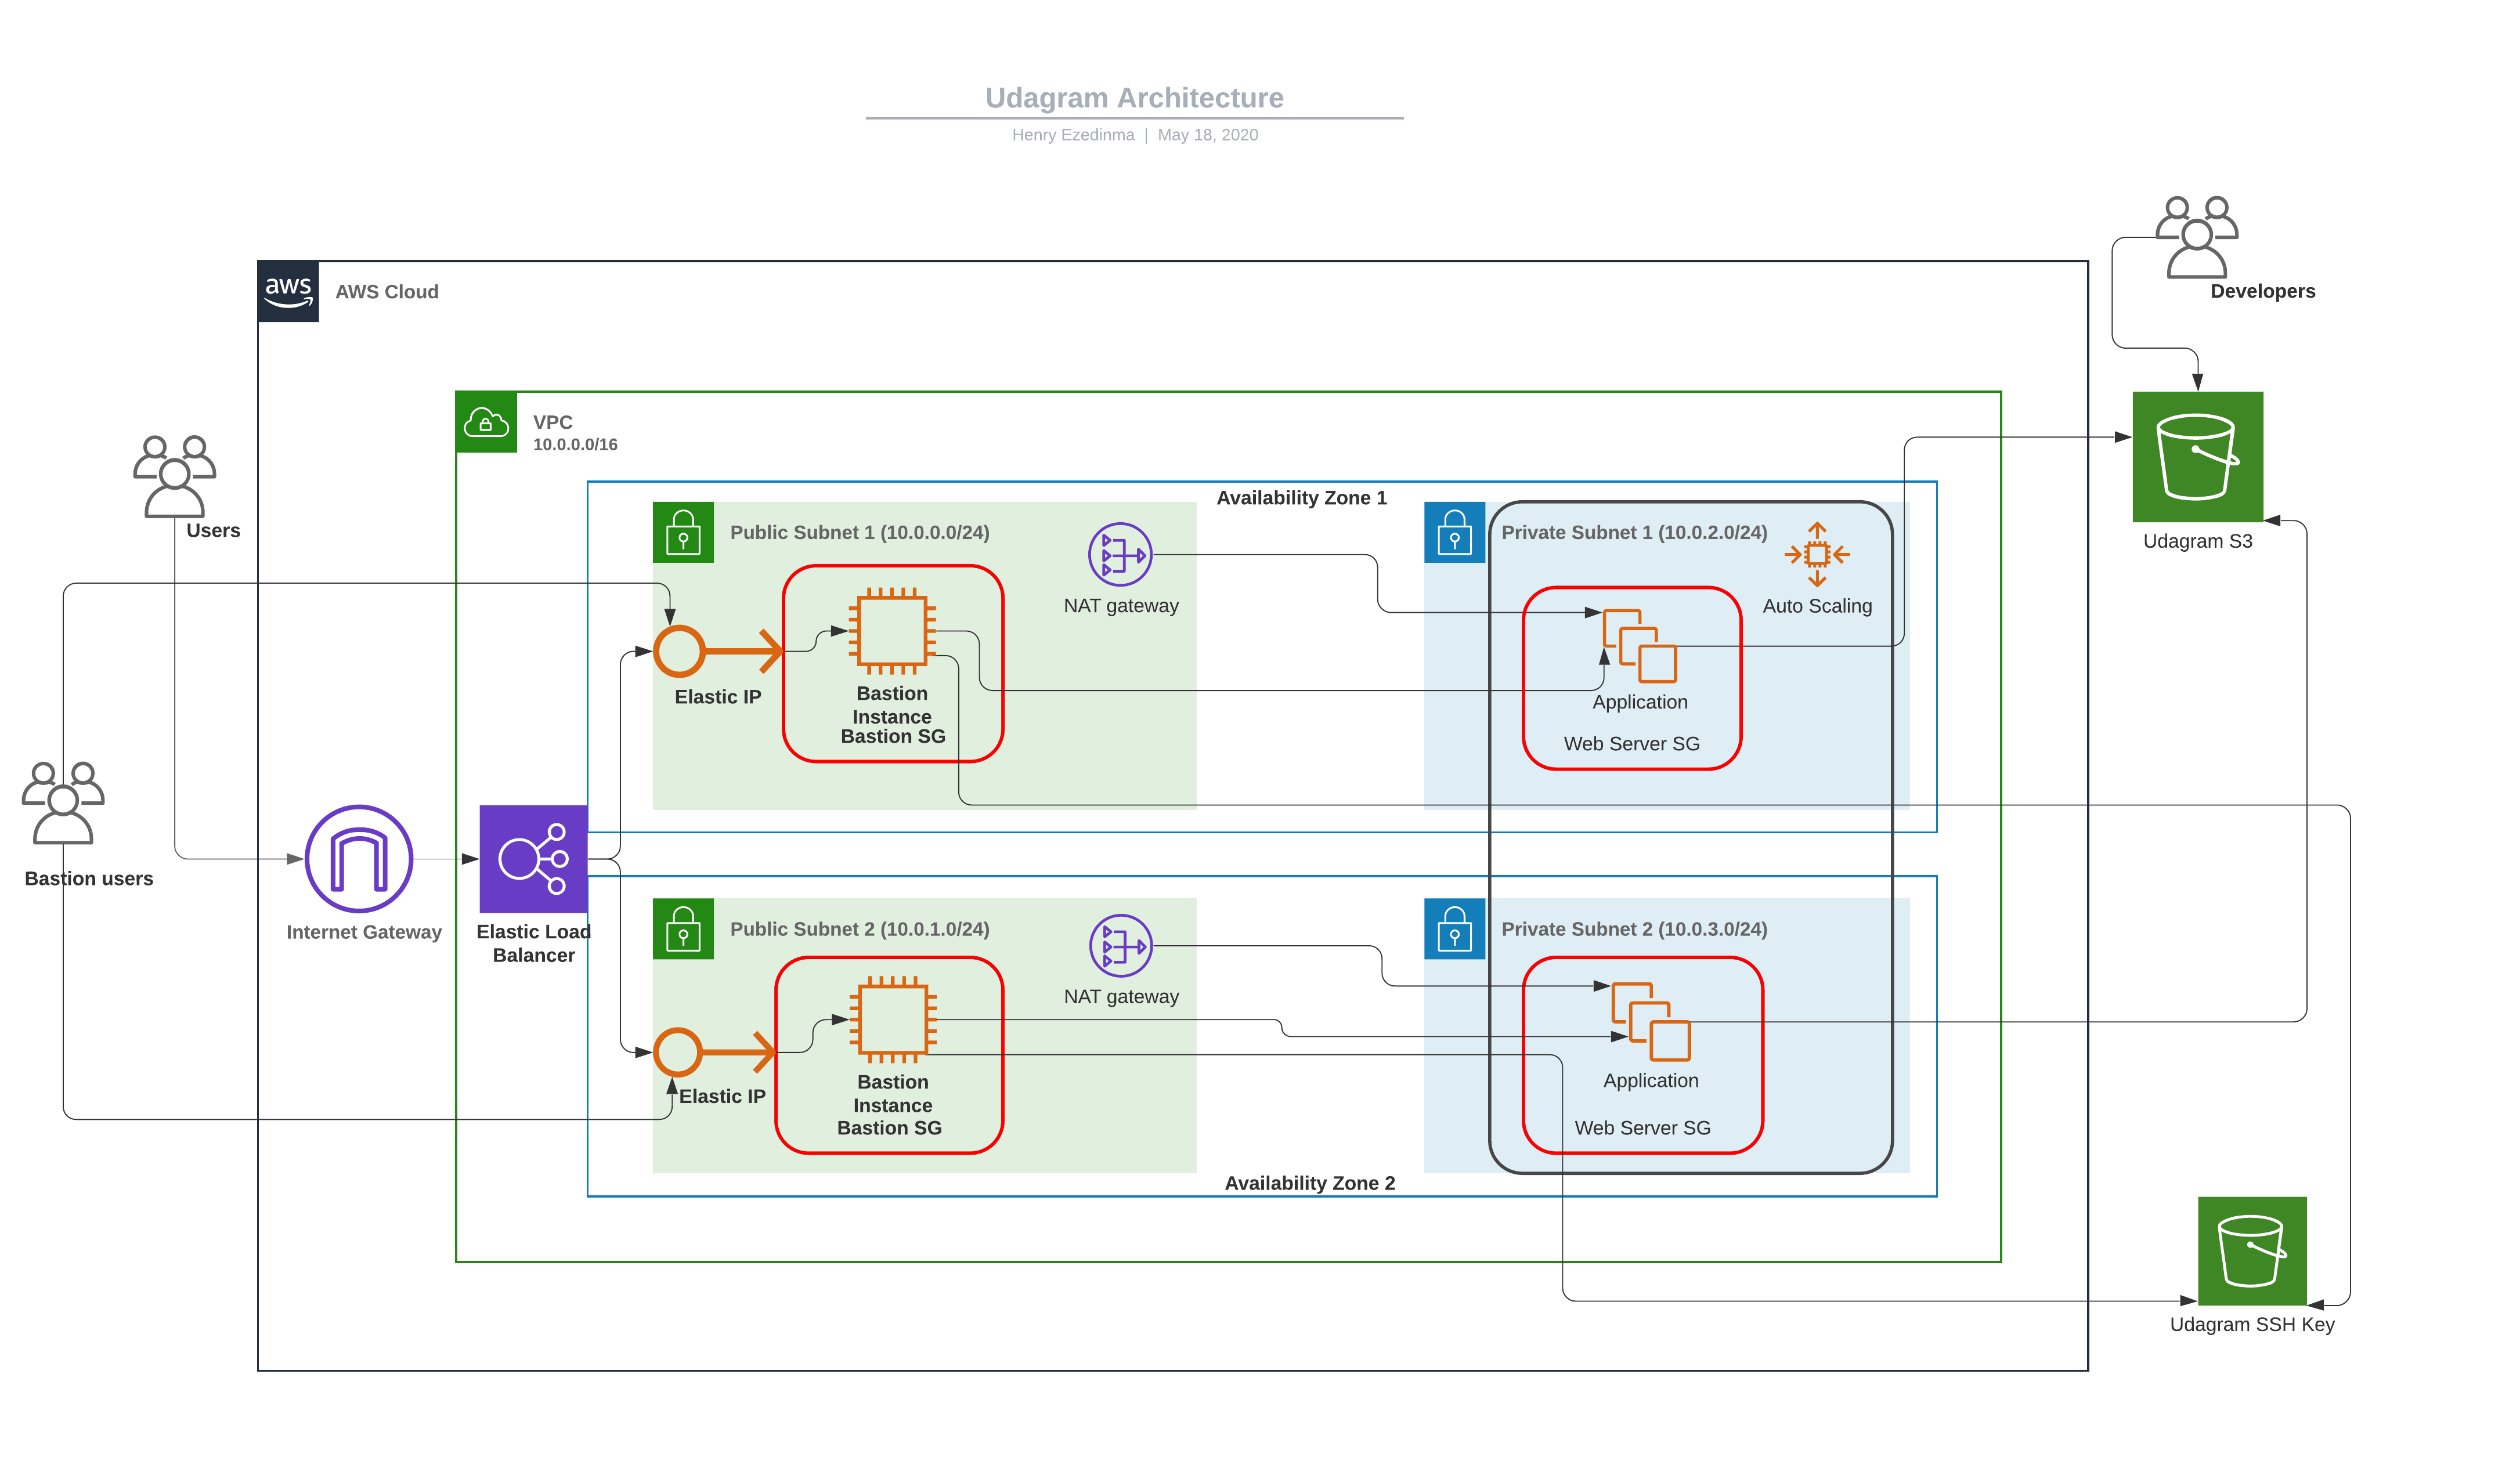 Udagram Architecture
Henry Ezedinma | May 18, 2020
Developers
aws
AWS Cloud
VPC
10.0.0.0/16
Users
Availability Zone 1
Public Subnet 1 (10.0.0.0/24)
Private Subnet 1 (10.0.2.0/24)
Udagram S3
NAT gateway
Auto Scaling
Elastic IP
Bastion
Instance
Bastion SG
Application
Web Server SG
Bastion users
Internet Gateway
Elastic Load
Balancer
Public Subnet 2 (10.0.1.0/24)
Private Subnet 2 (10.0.3.0/24)
NAT gateway
Elastic IP
Bastion
Instance
Bastion SG
Application
Web Server SG
Availability Zone 2
Udagram SSH Key